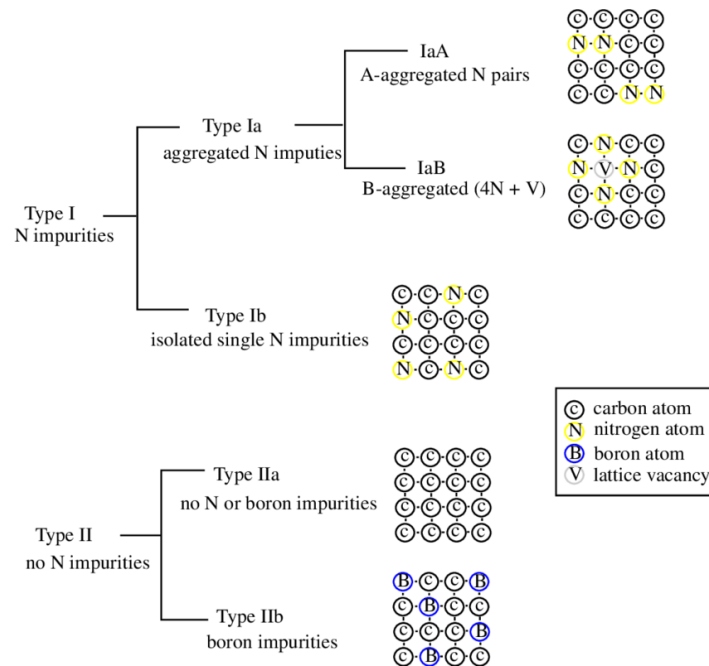 IaA
A-aggregated N pairs
c c c c
N N c c
c c c c
c c N N
Type Ia
aggregated N imputies
IaB
B-aggregated (4N + V)
c N c c
N V N c
c N c c
c c c c
Type I
N impurities
Type Ib
isolated single N impurities
c c N c
N c c c
c c c c
N c N c
c carbon atom
N nitrogen atom
B boron atom
V lattice vacancy
Type IIa
no N or boron impurities
c c c c
c c c c
c c c c
c c c c
Type II
no N impurities
Type IIb
boron impurities
B c c B
c B c c
c c c B
c B c c